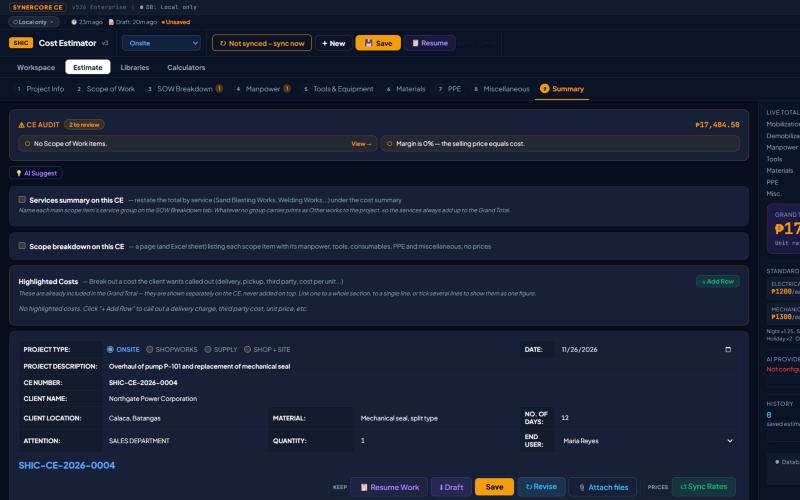 SYNERCORE CE v526 Enterprise | ● DB: Local only
Local only 23m ago Draft: 20m ago ● Unsaved
SHIC Cost Estimator v3 Onsite ↻ Not synced - sync now + New Save Resume
Workspace Estimate Libraries Calculators
1 Project Info 2 Scope of Work 3 SOW Breakdown 1 4 Manpower 1 5 Tools & Equipment 6 Materials 7 PPE 8 Miscellaneous 9 Summary
CE AUDIT 2 to review ₱17,484.50
No Scope of Work items. View → Margin is 0% — the selling price equals cost.
AI Suggest
Services summary on this CE — restate the total by service (Sand Blasting Works, Welding Works...) under the cost summary
Name each main scope item's service group on the SOW Breakdown tab. Whatever no group carries prints as Other works to the project, so the services always add up to the Grand Total.
Scope breakdown on this CE — a page (and Excel sheet) listing each scope item with its manpower, tools, consumables, PPE and miscellaneous; no prices
Highlighted Costs — Break out a cost the client wants called out (delivery, pickup, third party, cost per unit...) + Add Row
These are already included in the Grand Total — they are shown separately on the CE, never added on top. Link one to a whole section, to a single line, or tick several lines to show them as one figure.
No highlighted costs. Click "+ Add Row" to call out a delivery charge, third party cost, unit price, etc.
PROJECT TYPE: ONSITE SHOPWORKS SUPPLY SHOP + SITE DATE: 11/26/2026
PROJECT DESCRIPTION: Overhaul of pump P-101 and replacement of mechanical seal
CE NUMBER: SHIC-CE-2026-0004
CLIENT NAME: Northgate Power Corporation
CLIENT LOCATION: Calaca, Batangas MATERIAL: Mechanical seal, split type NO. OF DAYS: 12
ATTENTION: SALES DEPARTMENT QUANTITY: 1 END USER: Maria Reyes
SHIC-CE-2026-0004
KEEP Resume Work Draft Save ↻ Revise Attach files PRICES Sync Rates
LIVE TOTAL
Mobilizatio
Demobiliza
Manpower
Tools
Materials
PPE
Misc.
GRAND T
₱17
Unit ra
STANDARD
ELECTRICA
₱1200/
MECHANIC
₱1300/
Night ×1.25
Holiday ×2
AI PROVIDE
Not configu
HISTORY
0
saved estima
● Datab